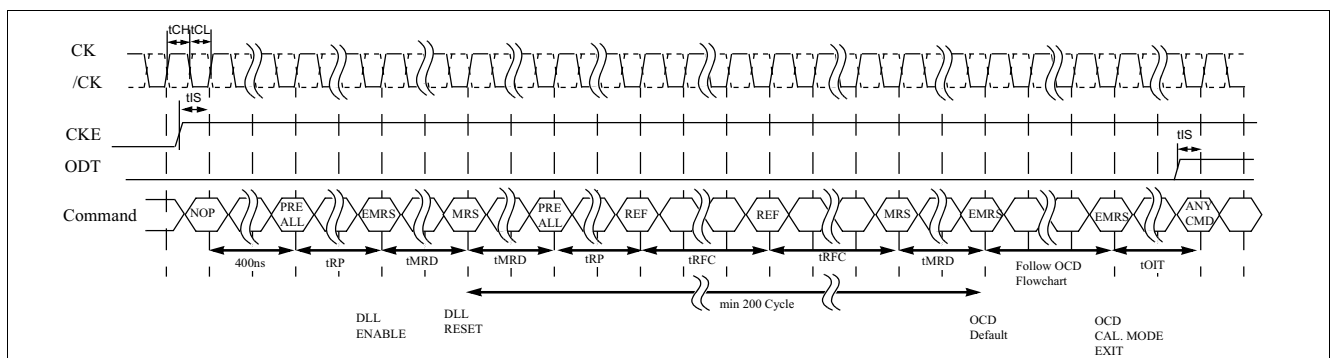 tCH tCL
CK
/CK
tIS
CKE
tIS
ODT
Command NOP PRE ALL EMRS MRS PRE ALL REF REF MRS EMRS EMRS ANY CMD
400ns tRP tMRD tMRD tRP tRFC tRFC tMRD Follow OCD Flowchart tOIT
min 200 Cycle
DLL ENABLE DLL RESET OCD Default OCD CAL. MODE EXIT